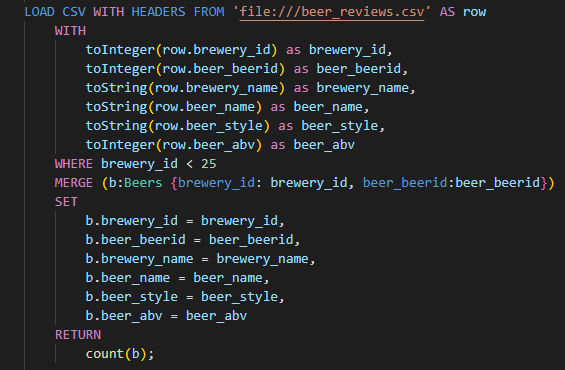 LOAD CSV WITH HEADERS FROM 'file:///beer_reviews.csv' AS row
WITH
toInteger(row.brewery_id) as brewery_id,
toInteger(row.beer_beerid) as beer_beerid,
toString(row.brewery_name) as brewery_name,
toString(row.beer_name) as beer_name,
toString(row.beer_style) as beer_style,
toInteger(row.beer_abv) as beer_abv
WHERE brewery_id < 25
MERGE (b:Beers {brewery_id: brewery_id, beer_beerid:beer_beerid})
SET
b.brewery_id = brewery_id,
b.beer_beerid = beer_beerid,
b.brewery_name = brewery_name,
b.beer_name = beer_name,
b.beer_style = beer_style,
b.beer_abv = beer_abv
RETURN
count(b);